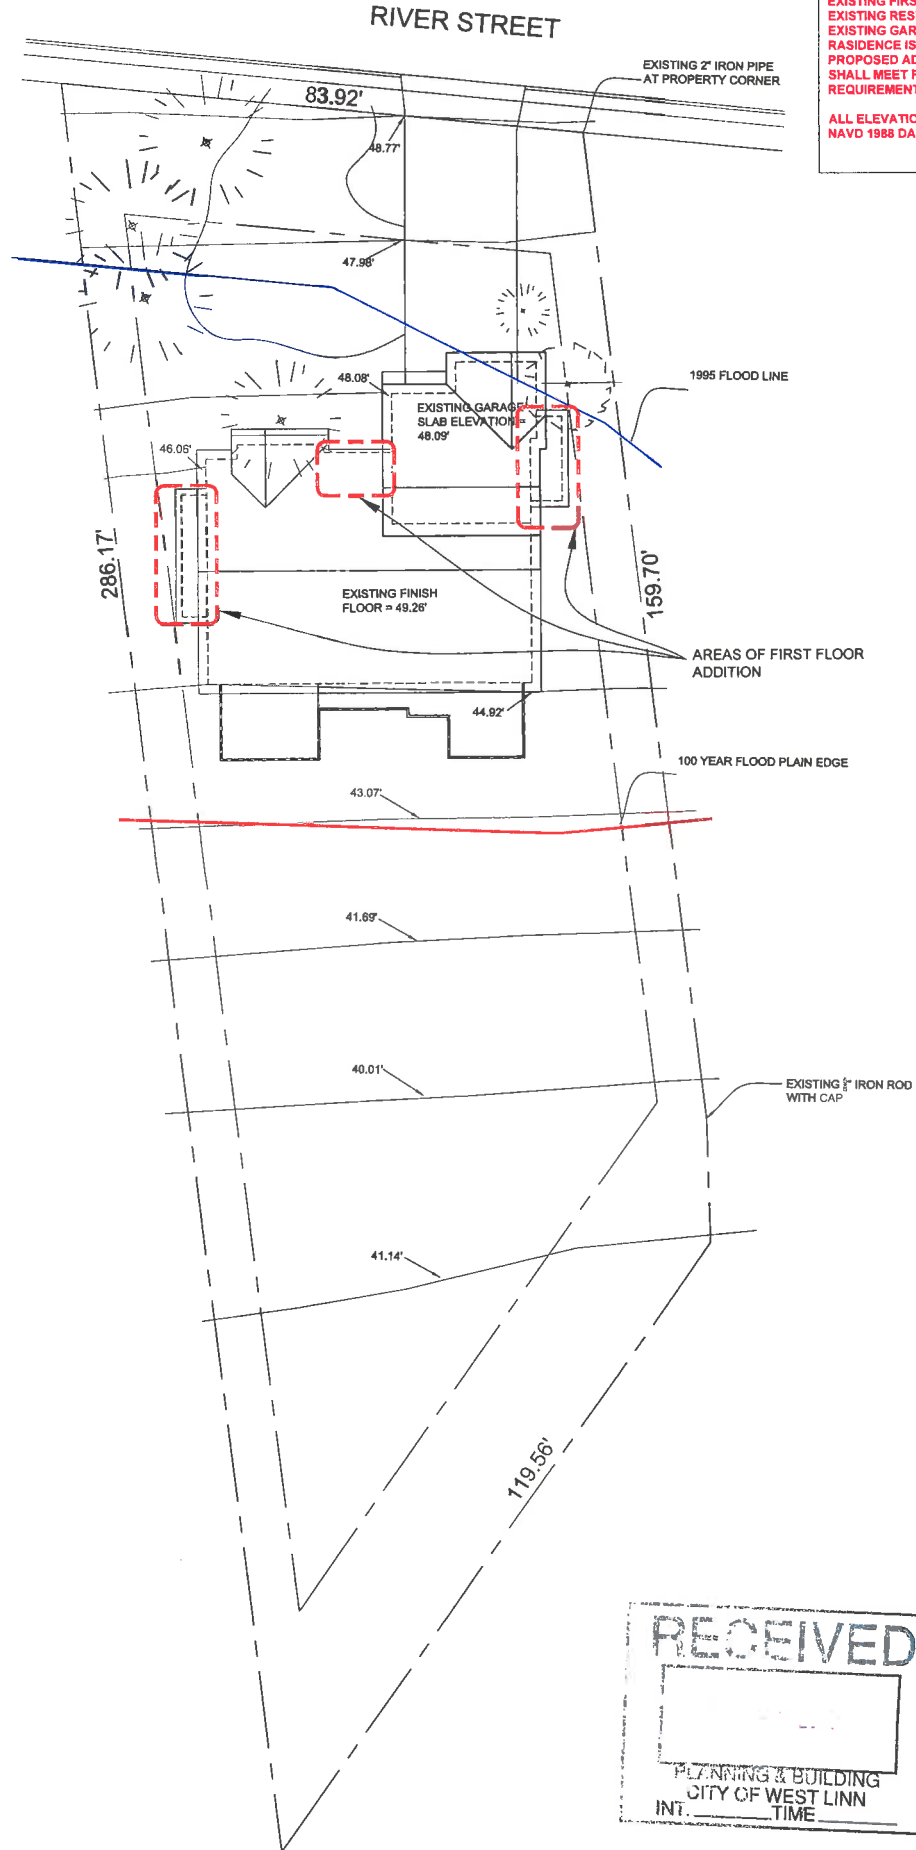 RIVER STREET
EXISTING FIRS
EXISTING RES
EXISTING GAR
RASIDENCE IS
PROPOSED AD
SHALL MEET F
REQUIREMENT
ALL ELEVATIO
NAVD 1988 DA
EXISTING 2" IRON PIPE
AT PROPERTY CORNER
83.92'
48.77'
47.98'
1995 FLOOD LINE
48.08'
EXISTING GARAGE
SLAB ELEVATION =
48.09'
46.06'
286.17'
159.70'
EXISTING FINISH
FLOOR = 49.26'
AREAS OF FIRST FLOOR
ADDITION
44.92'
100 YEAR FLOOD PLAIN EDGE
43.07'
41.69'
40.01'
EXISTING " IRON ROD
WITH CAP
41.14'
119.56'
RECEIVED
PLANNING & BUILDING
CITY OF WEST LINN
INT. TIME